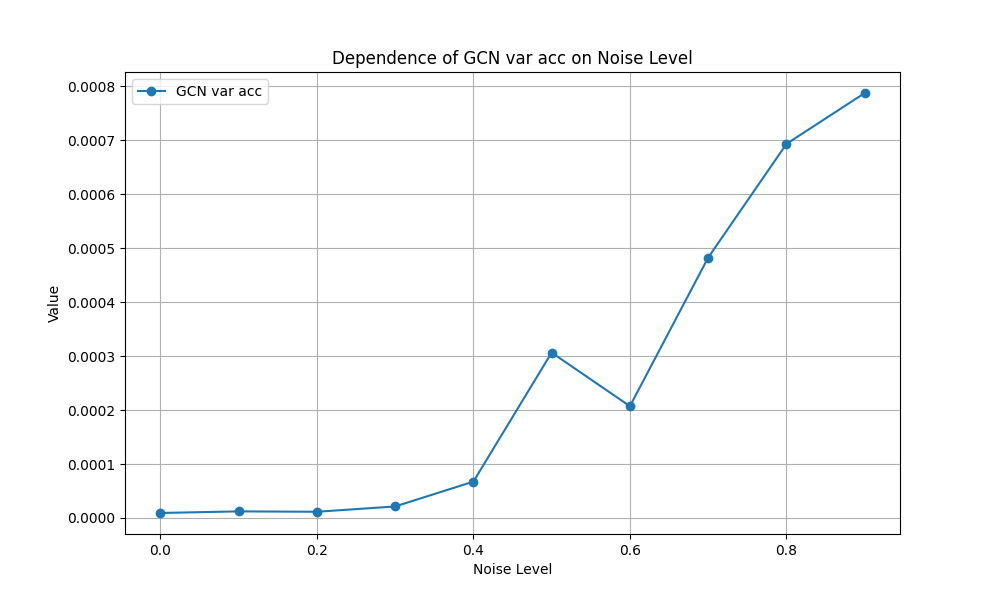 Dependence of GCN var acc on Noise Level
GCN var acc
0.0008
0.0007
0.0006
0.0005
0.0004
0.0003
0.0002
0.0001
0.0000
Value
0.0 0.2 0.4 0.6 0.8
Noise Level